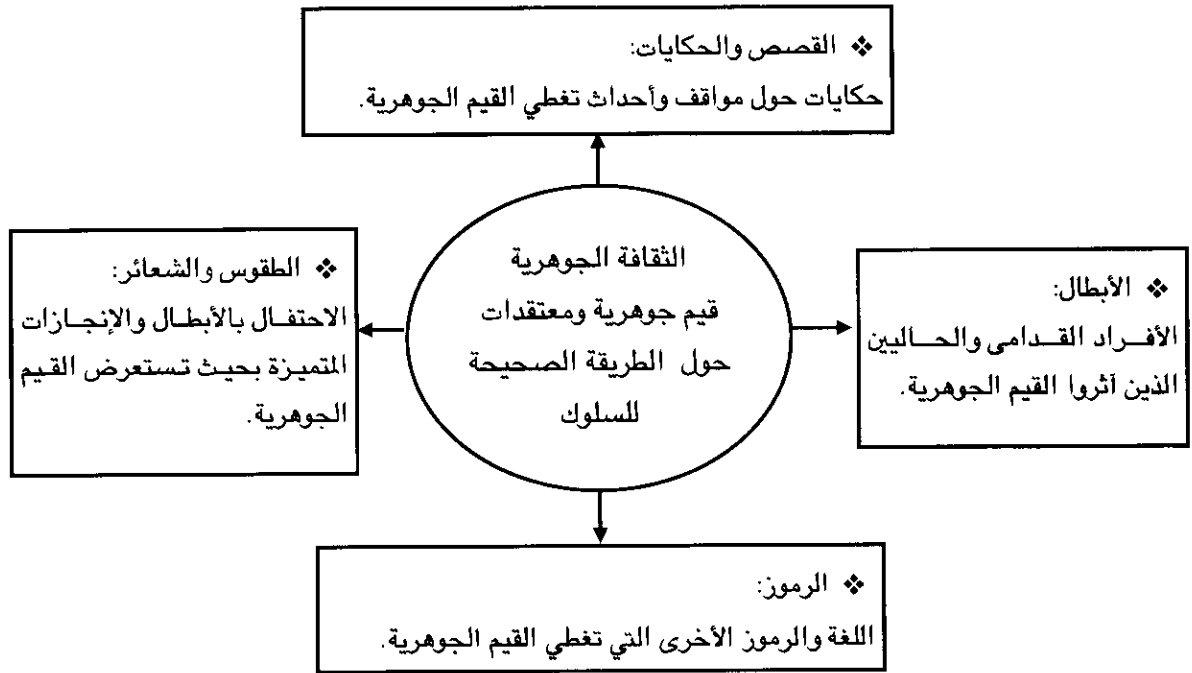 ❖ القصص والحكايات:
حكايات حول مواقف وأحداث تغطي القيم الجوهرية.
الثقافة الجوهرية
قيم جوهرية ومعتقدات
حول الطريقة الصحيحة
للسلوك
❖ الأبطال:
الأفراد القدامى والحاليين
الذين آثروا القيم الجوهرية.
❖ الطقوس والشعائر:
الاحتفال بالأبطال والإنجازات
المتميزة بحيث تستعرض القيم
الجوهرية.
❖ الرموز:
اللغة والرموز الأخرى التي تغطي القيم الجوهرية.